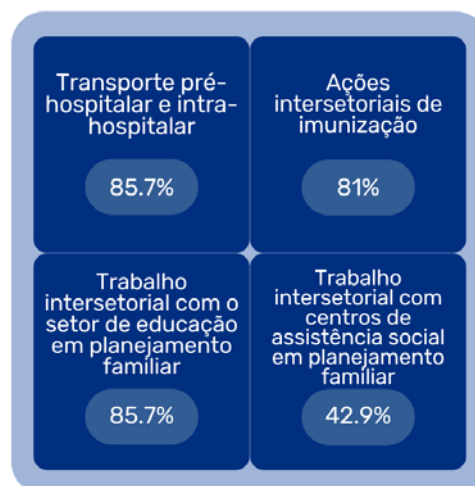 Transporte pré-
hospitalar e intra-
hospitalar
85.7%
Ações
intersetoriais de
imunização
81%
Trabalho
intersetorial com o
setor de educação
em planejamento
familiar
85.7%
Trabalho
intersetorial com
centros de
assistência social
em planejamento
familiar
42.9%